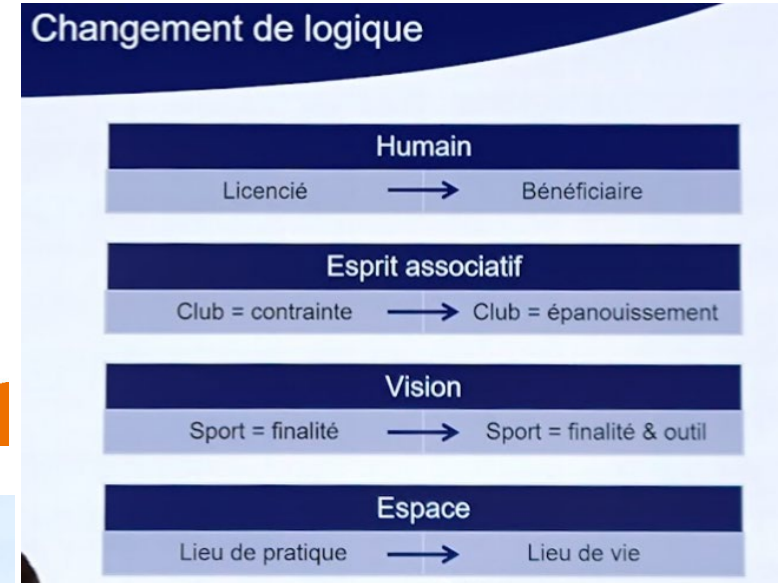 Changement de logique
Humain
Licencié → Bénéficiaire
Esprit associatif
Club = contrainte → Club = épanouissement
Vision
Sport = finalité → Sport = finalité & outil
Espace
Lieu de pratique → Lieu de vie